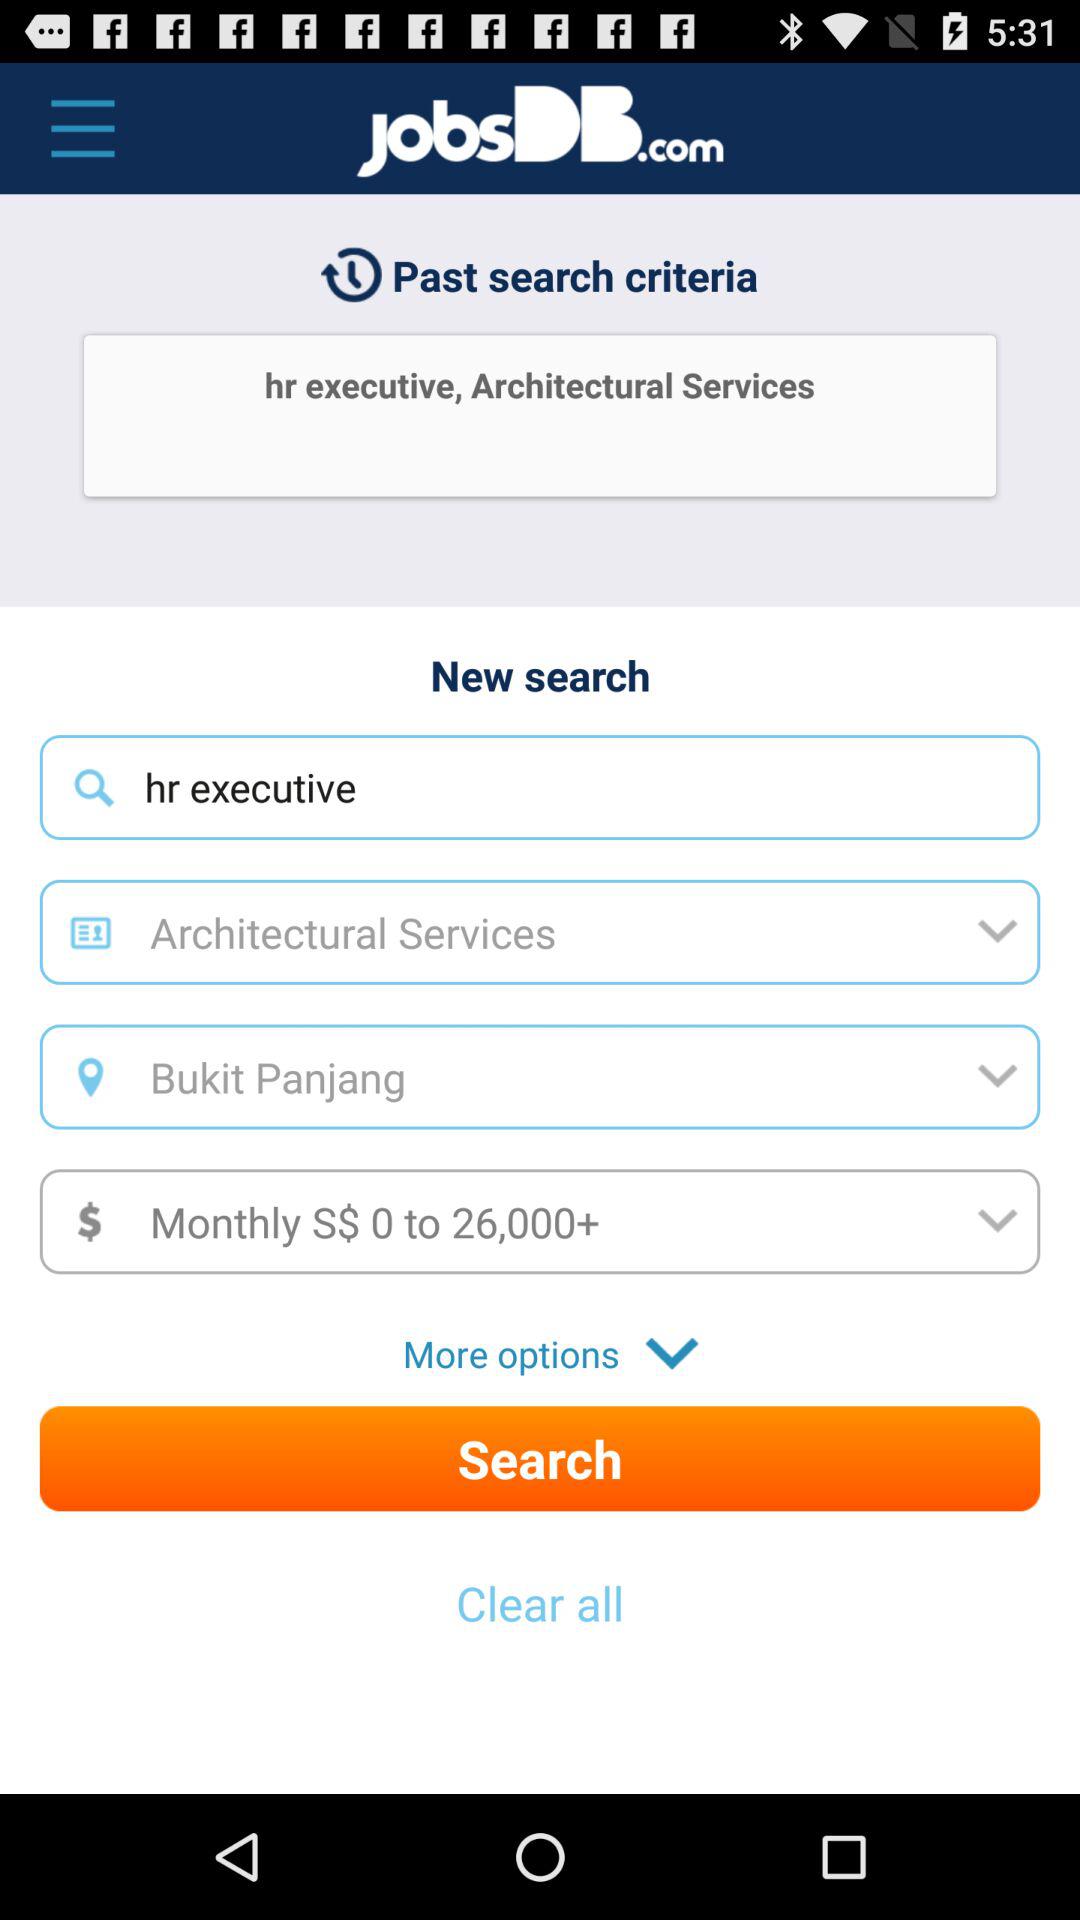 5:31
jobsDB.com
Past search criteria
hr executive, Architectural Services
New search
hr executive
Architectural Services
Bukit Panjang
$ Monthly S$ 0 to 26,000+
More options
Search
Clear all